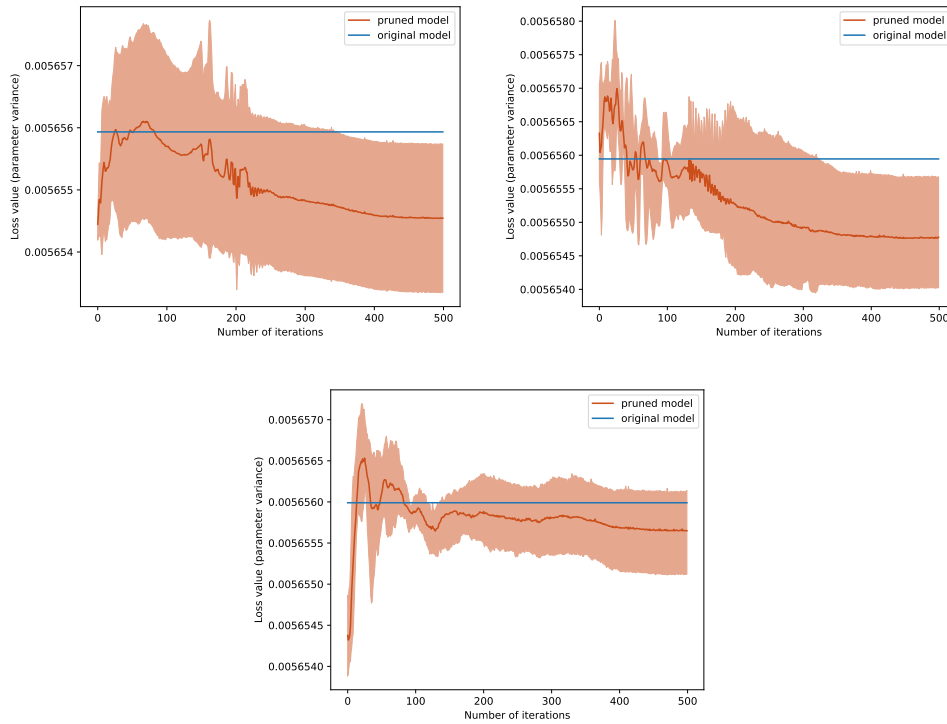 pruned model
original model
0.005657
0.005656
0.005655
0.005654
Loss value (parameter variance)
0 100 200 300 400 500
Number of iterations
pruned model
original model
0.0056580
0.0056575
0.0056570
0.0056565
0.0056560
0.0056555
0.0056550
0.0056545
0.0056540
Loss value (parameter variance)
0 100 200 300 400 500
Number of iterations
pruned model
original model
0.0056570
0.0056565
0.0056560
0.0056555
0.0056550
0.0056545
0.0056540
Loss value (parameter variance)
0 100 200 300 400 500
Number of iterations